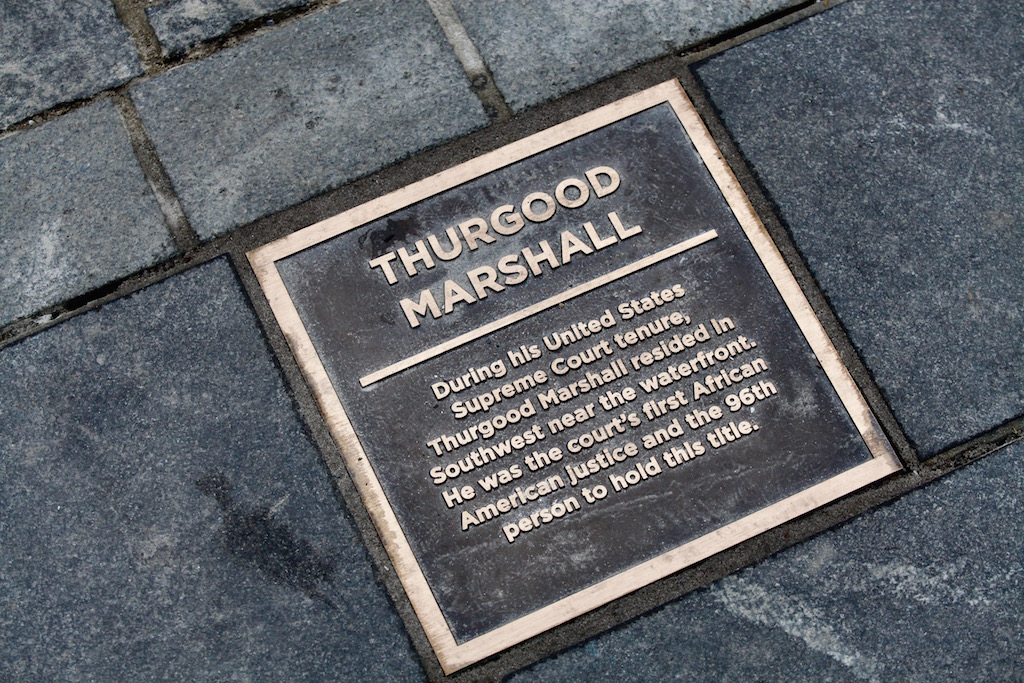 THURGOOD
MARSHALL
During his United States
Supreme Court tenure,
Thurgood Marshall resided in
Southwest near the waterfront.
He was the court's first African
American justice and the 96th
person to hold this title.